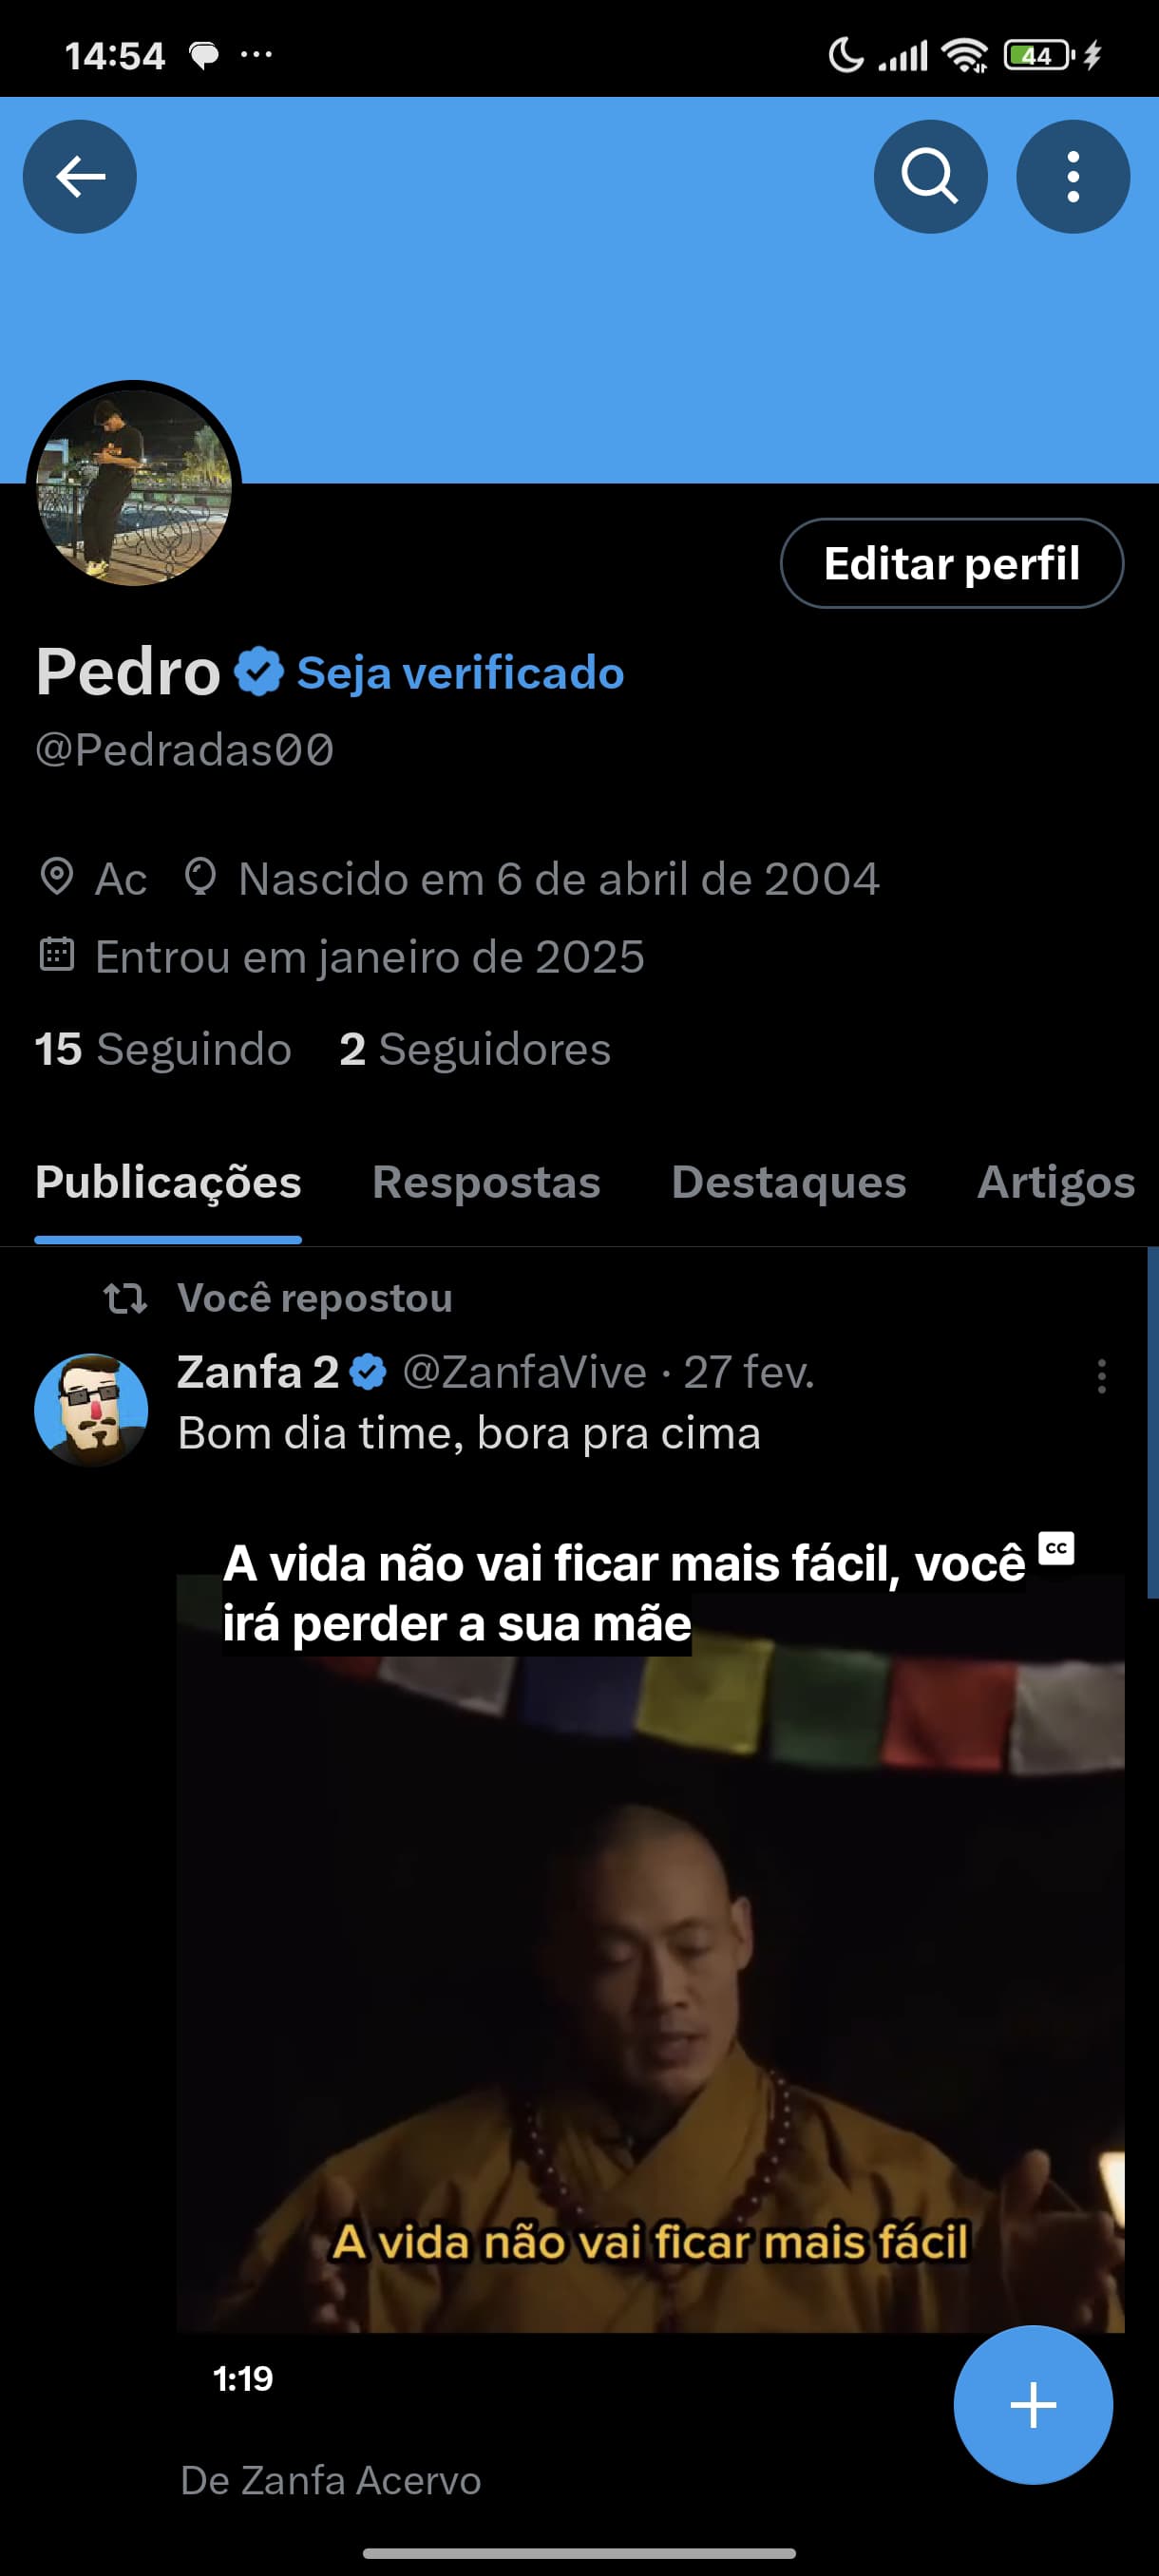 14:54
44
Editar perfil
Pedro Seja verificado
@Pedradas00
Ac Nascido em 6 de abril de 2004
Entrou em janeiro de 2025
15 Seguindo 2 Seguidores
Publicações Respostas Destaques Artigos
Você repostou
Zanfa 2 @ZanfaVive · 27 fev.
Bom dia time, bora pra cima
A vida não vai ficar mais fácil, você
CC
irá perder a sua mãe
A vida não vai ficar mais fácil
1:19
De Zanfa Acervo